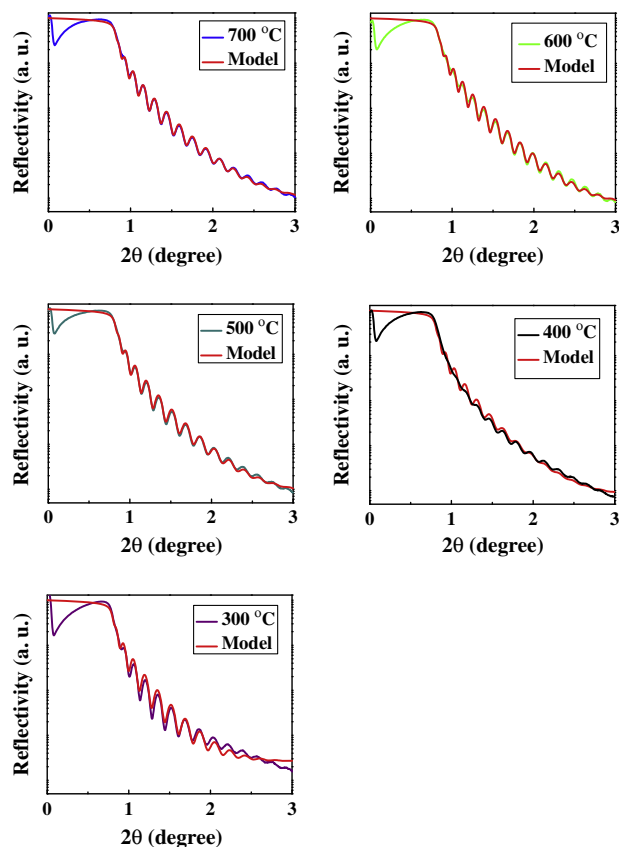 Reflectivity (a. u.)
700 °C
Model
0 1 2 3
2θ (degree)
Reflectivity (a. u.)
600 °C
Model
0 1 2 3
2θ (degree)
Reflectivity (a. u.)
500 °C
Model
0 1 2 3
2θ (degree)
Reflectivity (a. u.)
400 °C
Model
0 1 2 3
2θ (degree)
Reflectivity (a. u.)
300 °C
Model
0 1 2 3
2θ (degree)